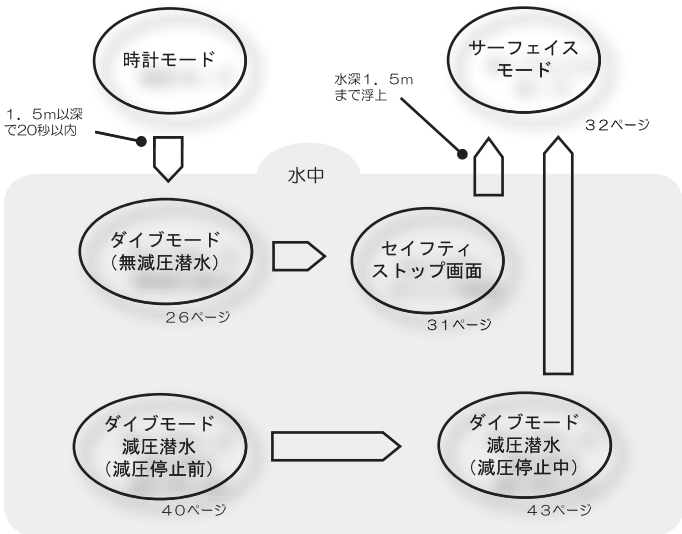 時計モード
サーフェイス
モード
水深1．5m
まで浮上
1．5m以深
で20秒以内
32ページ
水中
ダイブモード
（無減圧潜水）
セイフティ
ストップ画面
26ページ
31ページ
ダイブモード
減圧潜水
（減圧停止前）
ダイブモード
減圧潜水
（減圧停止中）
40ページ
43ページ